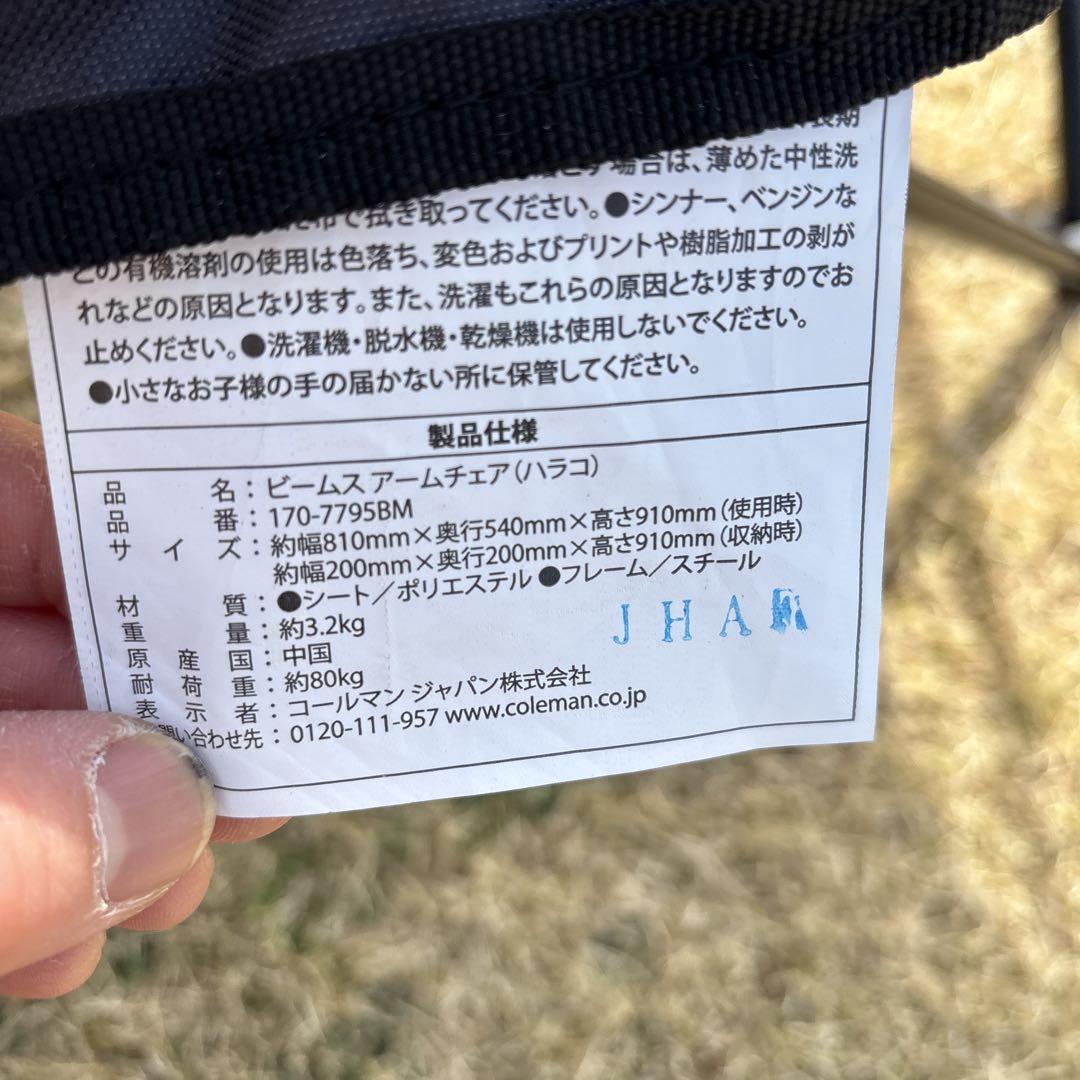 長期
場合は、薄めた中性洗
で拭き取ってください。●シンナー、ベンジンな
どの有機溶剤の使用は色落ち、変色およびプリントや樹脂加工の剥が
れなどの原因となります。また、洗濯もこれらの原因となりますのでお
止めください。●洗濯機・脱水機・乾燥機は使用しないでください。
●小さなお子様の手の届かない所に保管してください。
製品仕様
品名：ビームス アームチェア（ハラコ）
品番：170-7795BM
サイズ：約幅810mm×奥行540mm×高さ910mm（使用時）
約幅200mm×奥行200mm×高さ910mm（収納時）
材質：●シート／ポリエステル ●フレーム／スチール
重量：約3.2kg
原産国：中国
耐荷重：約80kg
表示者：コールマン ジャパン株式会社
問い合わせ先：0120-111-957 www.coleman.co.jp
JHA